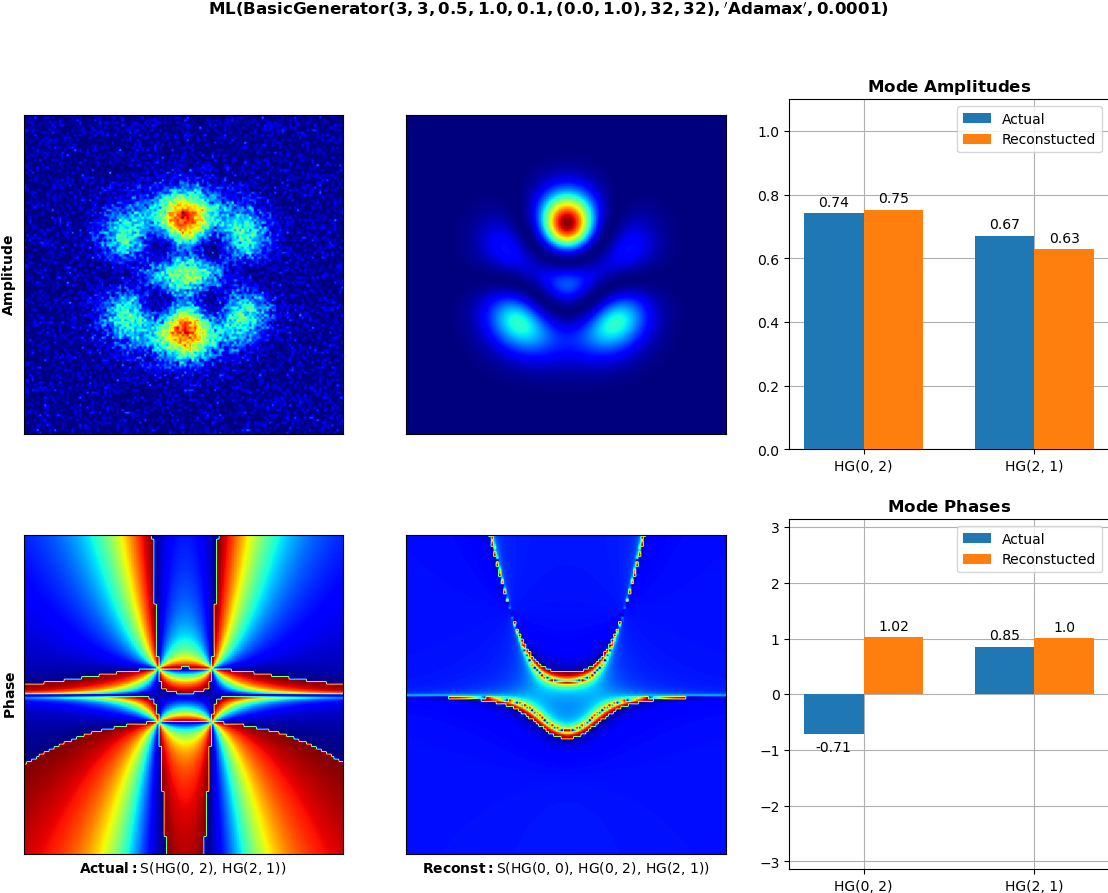 ML(BasicGenerator(3, 3, 0.5, 1.0, 0.1, (0.0, 1.0), 32, 32), 'Adamax', 0.0001)
Amplitude
Mode Amplitudes
Actual
Reconstucted
1.0
0.8
0.6
0.4
0.2
0.0
0.74
0.75
0.67
0.63
HG(0, 2)
HG(2, 1)
Phase
Actual: S(HG(0, 2), HG(2, 1))
Reconst: S(HG(0, 0), HG(0, 2), HG(2, 1))
Mode Phases
Actual
Reconstucted
3
2
1
0
−1
−2
−3
-0.71
1.02
0.85
1.0
HG(0, 2)
HG(2, 1)